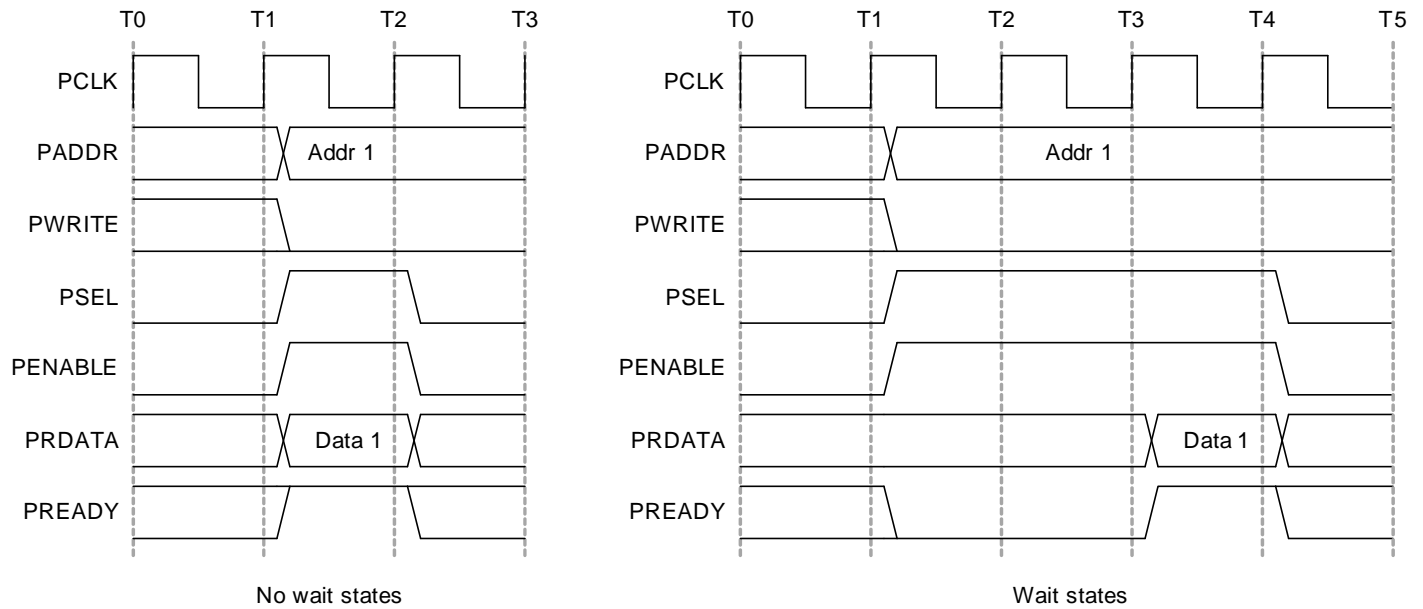 T0 T1 T2 T3
PCLK
PADDR Addr 1
PWRITE
PSEL
PENABLE
PRDATA Data 1
PREADY
No wait states
T0 T1 T2 T3 T4 T5
PCLK
PADDR Addr 1
PWRITE
PSEL
PENABLE
PRDATA Data 1
PREADY
Wait states